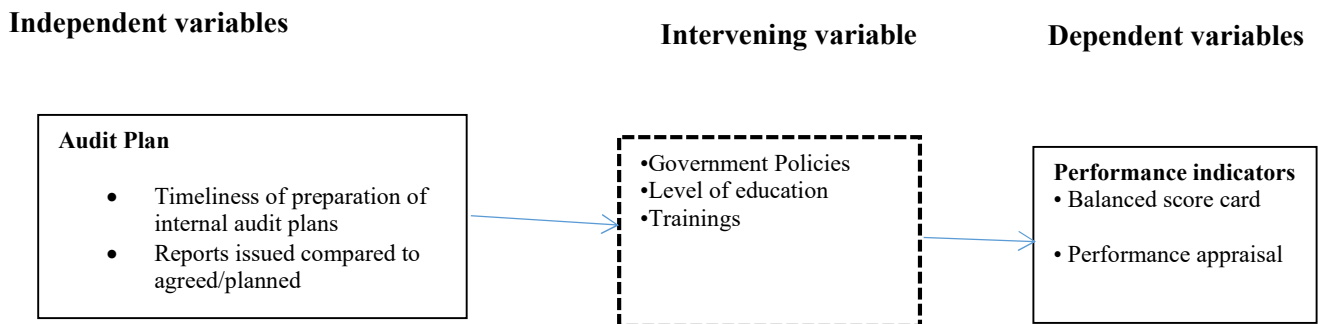 Independent variables
Intervening variable
Dependent variables
Audit Plan
• Timeliness of preparation of
internal audit plans
• Reports issued compared to
agreed/planned
•Government Policies
•Level of education
•Trainings
Performance indicators
• Balanced score card
• Performance appraisal